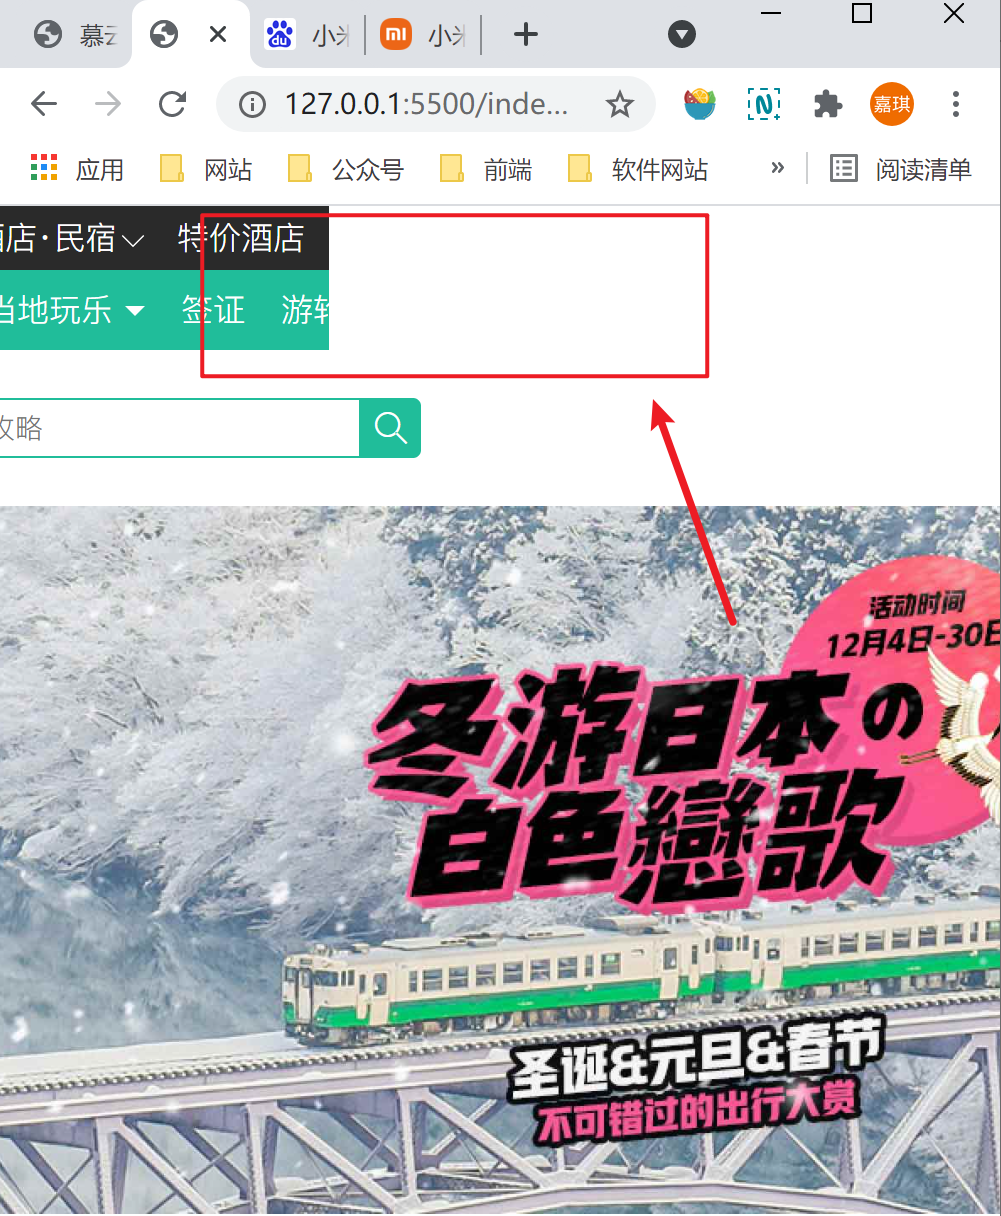 慕云
小米
mi 小米
127.0.0.1:5500/inde...
嘉琪
应用 网站 公众号 前端 软件网站 » 阅读清单
店·民宿 特价酒店
当地玩乐 签证 游轮
攻略
活动时间
12月4日-30日
冬游日本の
白色戀歌
圣诞&元旦&春节
不可错过的出行大赏